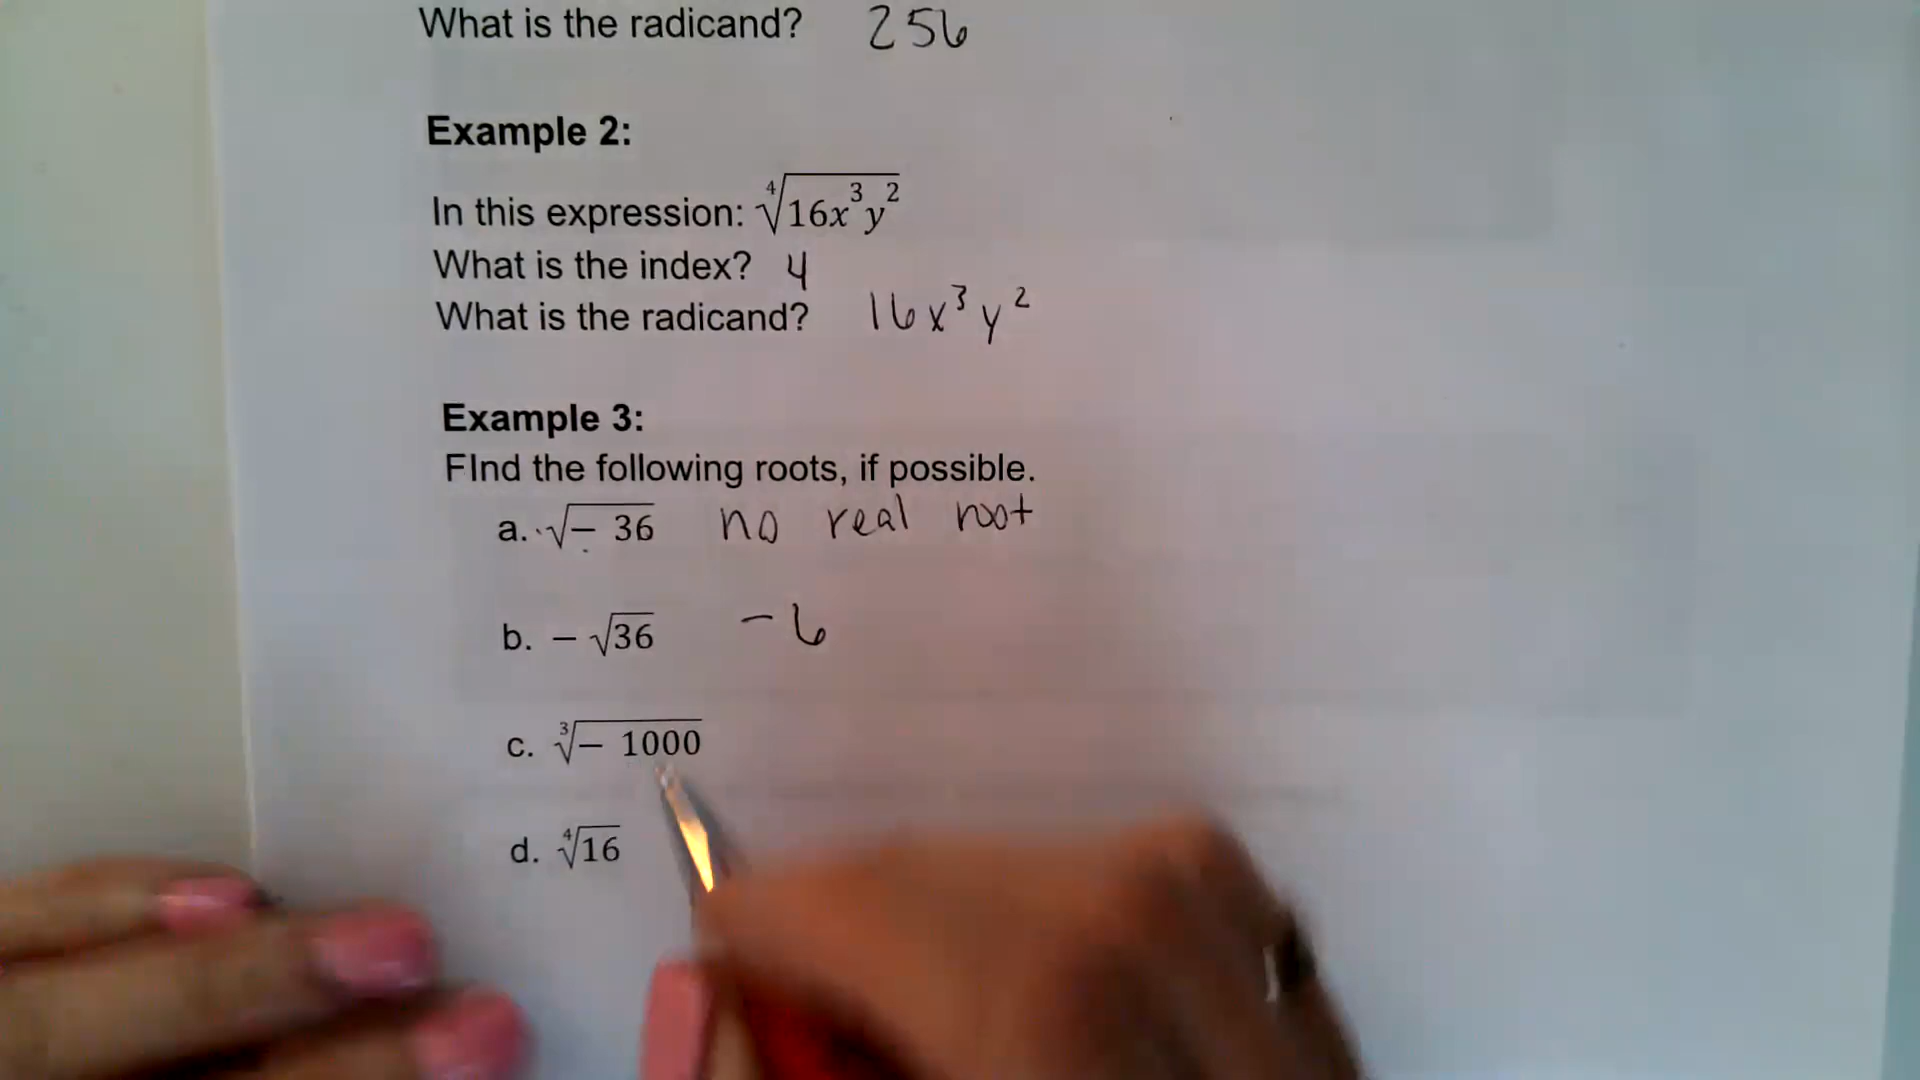 What is the radicand? 256
Example 2:
In this expression: ∜(16x³y²)
What is the index? 4
What is the radicand? 16x³y²
Example 3:
FInd the following roots, if possible.
a. √(− 36) no real root
b. − √36 − 6
c. ∛(− 1000)
d. ∜16